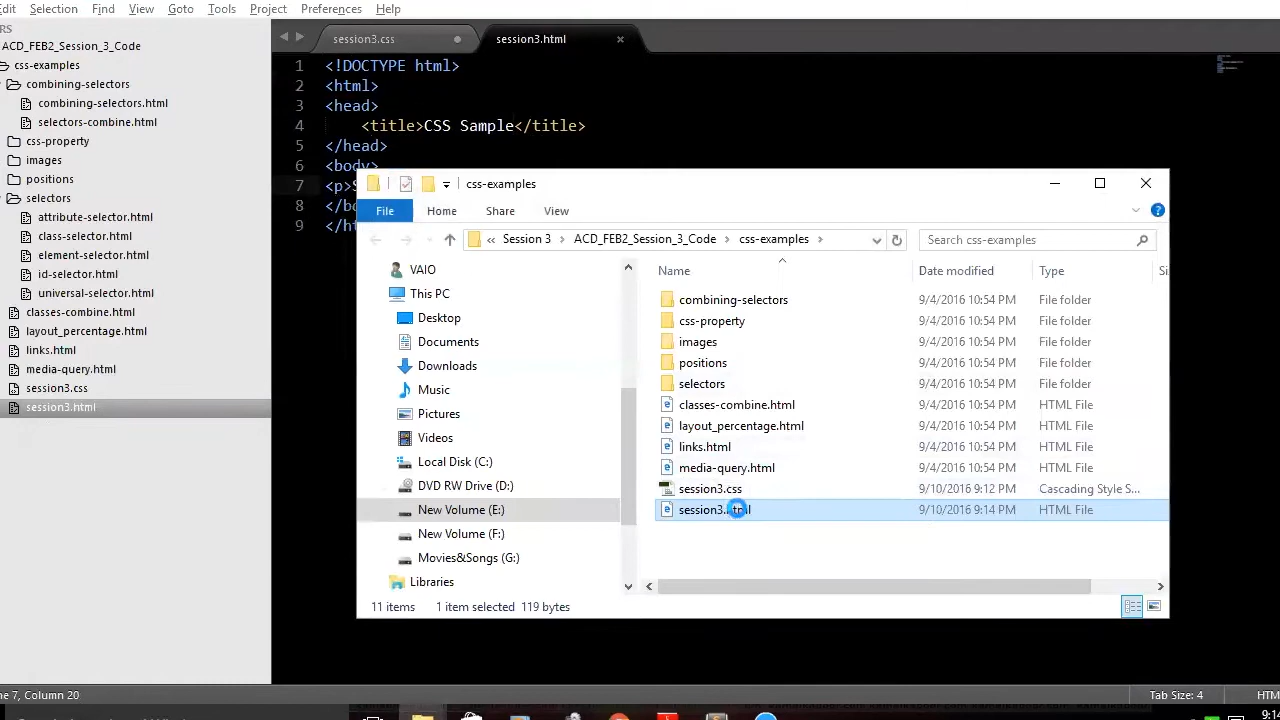 Edit Selection Find View Goto Tools Project Preferences Help
RS
ACD_FEB2_Session_3_Code
css-examples
combining-selectors
combining-selectors.html
selectors-combine.html
css-property
images
positions
selectors
attribute-selector.html
class-selector.html
element-selector.html
id-selector.html
universal-selector.html
classes-combine.html
layout_percentage.html
links.html
media-query.html
session3.css
session3.html
session3.css session3.html
1 <!DOCTYPE html>
2 <html>
3 <head>
4 <title>CSS Sample</title>
5 </head>
6 <body>
7 <p>S
8 </bo
9 </ht
css-examples
File Home Share View
« Session 3 ACD_FEB2_Session_3_Code css-examples
Search css-examples
VAIO
This PC
Desktop
Documents
Downloads
Music
Pictures
Videos
Local Disk (C:)
DVD RW Drive (D:)
New Volume (E:)
New Volume (F:)
Movies&Songs (G:)
Libraries
Name Date modified Type Si
combining-selectors 9/4/2016 10:54 PM File folder
css-property 9/4/2016 10:54 PM File folder
images 9/4/2016 10:54 PM File folder
positions 9/4/2016 10:54 PM File folder
selectors 9/4/2016 10:54 PM File folder
classes-combine.html 9/4/2016 10:54 PM HTML File
layout_percentage.html 9/4/2016 10:54 PM HTML File
links.html 9/4/2016 10:54 PM HTML File
media-query.html 9/4/2016 10:54 PM HTML File
session3.css 9/10/2016 9:12 PM Cascading Style S...
session3.html 9/10/2016 9:14 PM HTML File
11 items 1 item selected 119 bytes
ne 7, Column 20 Tab Size: 4 HTM
9:14